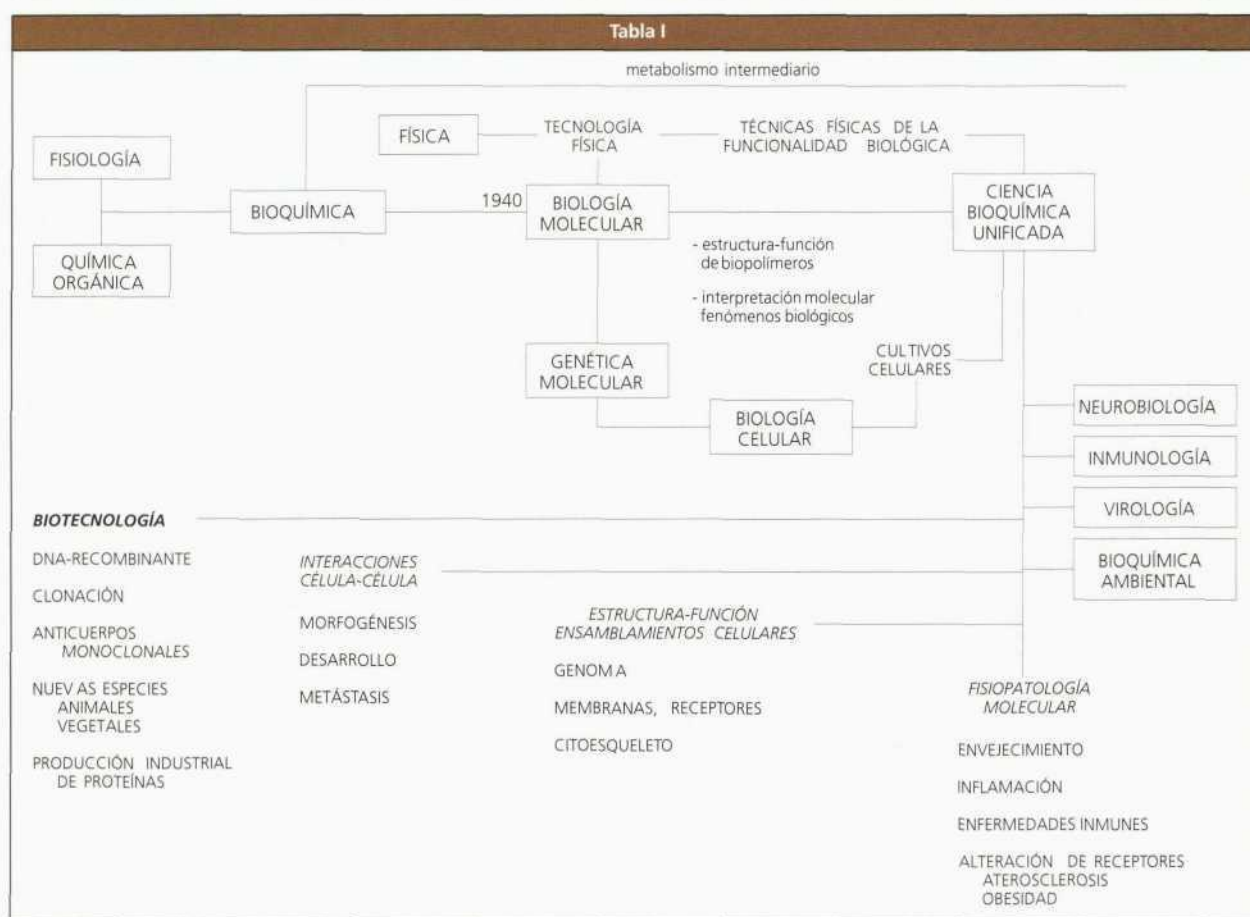 Tabla I
metabolismo intermediario
FÍSICA
TECNOLOGÍA
FÍSICA
TÉCNICAS FÍSICAS DE LA
FUNCIONALIDAD BIOLÓGICA
FISIOLOGÍA
QUÍMICA
ORGÁNICA
BIOQUÍMICA
1940
BIOLOGÍA
MOLECULAR
CIENCIA
BIOQUÍMICA
UNIFICADA
- estructura-función
de biopolímeros
- interpretación molecular
fenómenos biológicos
GENÉTICA
MOLECULAR
CULTIVOS
CELULARES
BIOLOGÍA
CELULAR
NEUROBIOLOGÍA
INMUNOLOGÍA
VIROLOGÍA
BIOQUÍMICA
AMBIENTAL
BIOTECNOLOGÍA
DNA-RECOMBINANTE
CLONACIÓN
ANTICUERPOS
MONOCLONALES
NUEVAS ESPECIES
ANIMALES
VEGETALES
PRODUCCIÓN INDUSTRIAL
DE PROTEÍNAS
INTERACCIONES
CÉLULA-CÉLULA
MORFOGÉNESIS
DESARROLLO
METÁSTASIS
ESTRUCTURA-FUNCIÓN
ENSAMBLAMIENTOS CELULARES
GENOMA
MEMBRANAS, RECEPTORES
CITOESQUELETO
FISIOPATOLOGÍA
MOLECULAR
ENVEJECIMIENTO
INFLAMACIÓN
ENFERMEDADES INMUNES
ALTERACIÓN DE RECEPTORES
ATEROSCLEROSIS
OBESIDAD